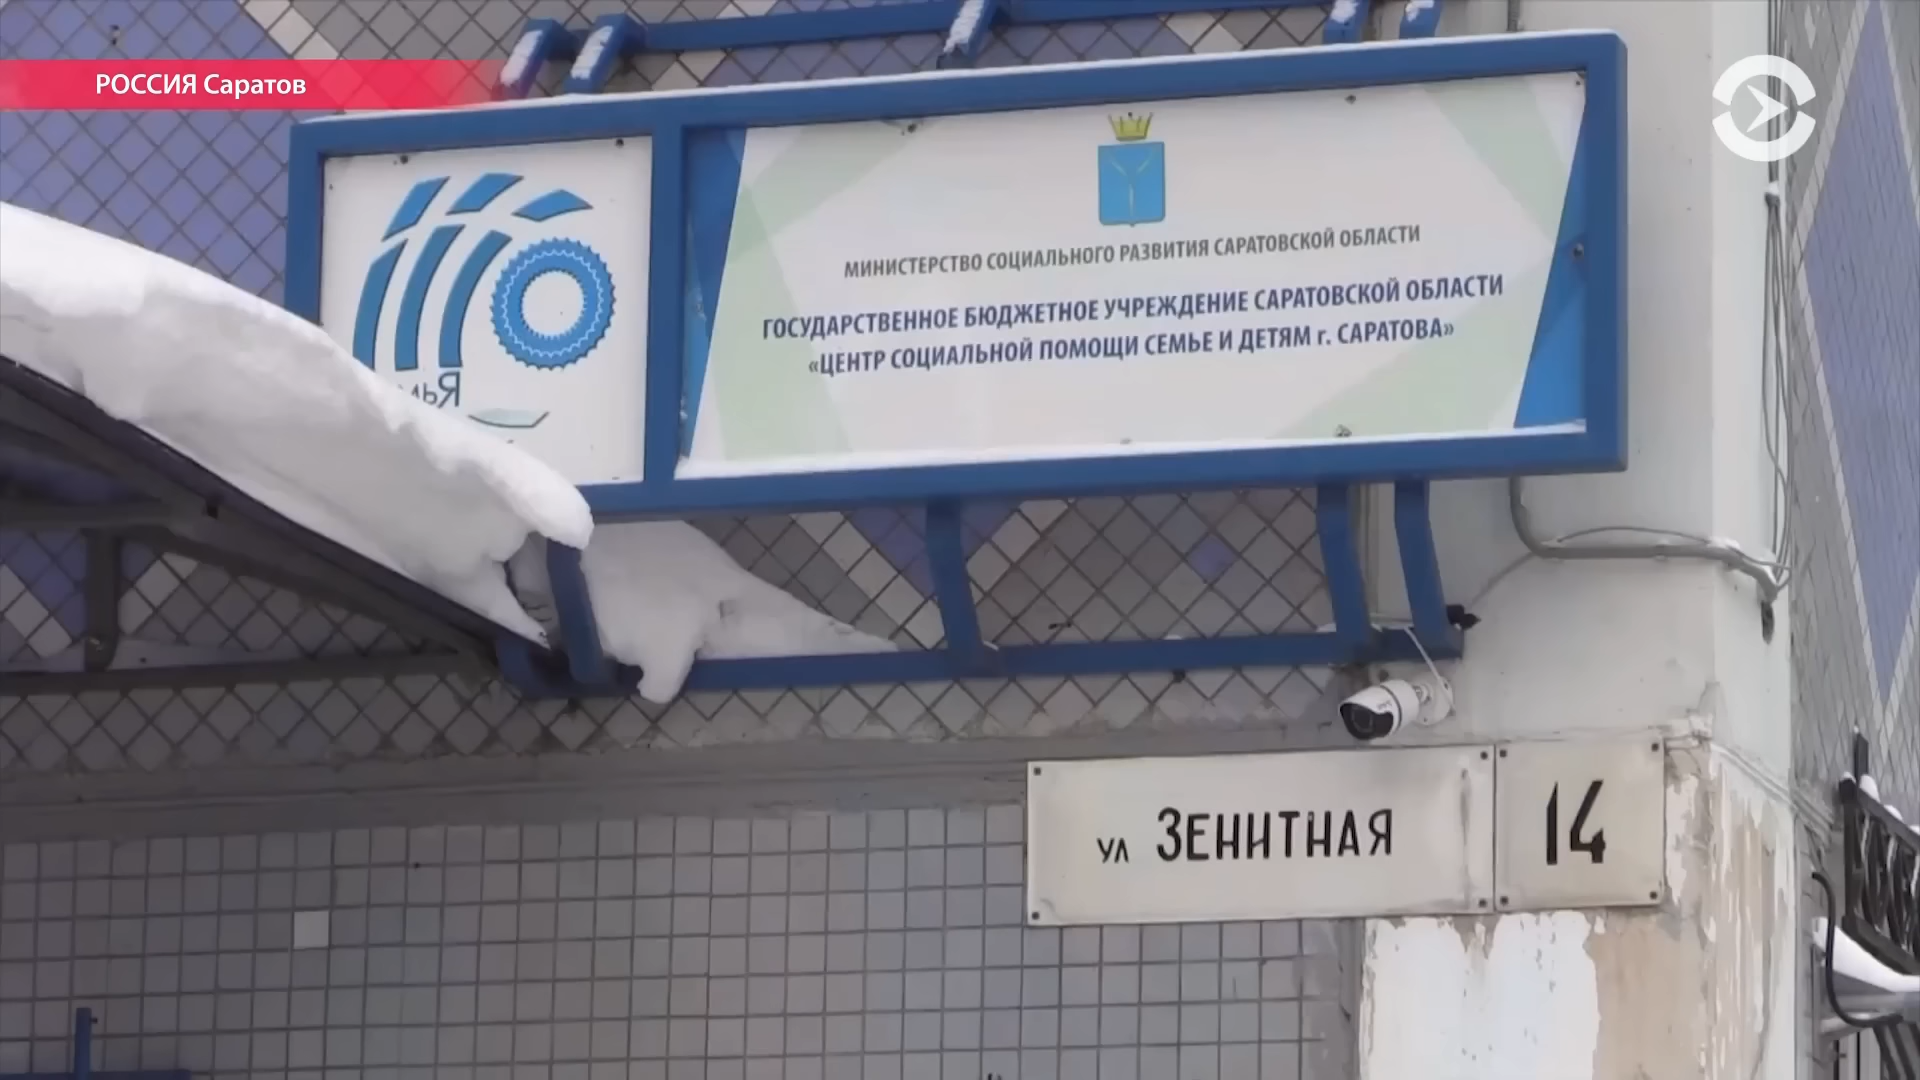 РОССИЯ Саратов
МИНИСТЕРСТВО СОЦИАЛЬНОГО РАЗВИТИЯ САРАТОВСКОЙ ОБЛАСТИ
ГОСУДАРСТВЕННОЕ БЮДЖЕТНОЕ УЧРЕЖДЕНИЕ САРАТОВСКОЙ ОБЛАСТИ
«ЦЕНТР СОЦИАЛЬНОЙ ПОМОЩИ СЕМЬЕ И ДЕТЯМ г. САРАТОВА»
ул ЗЕНИТНАЯ 14